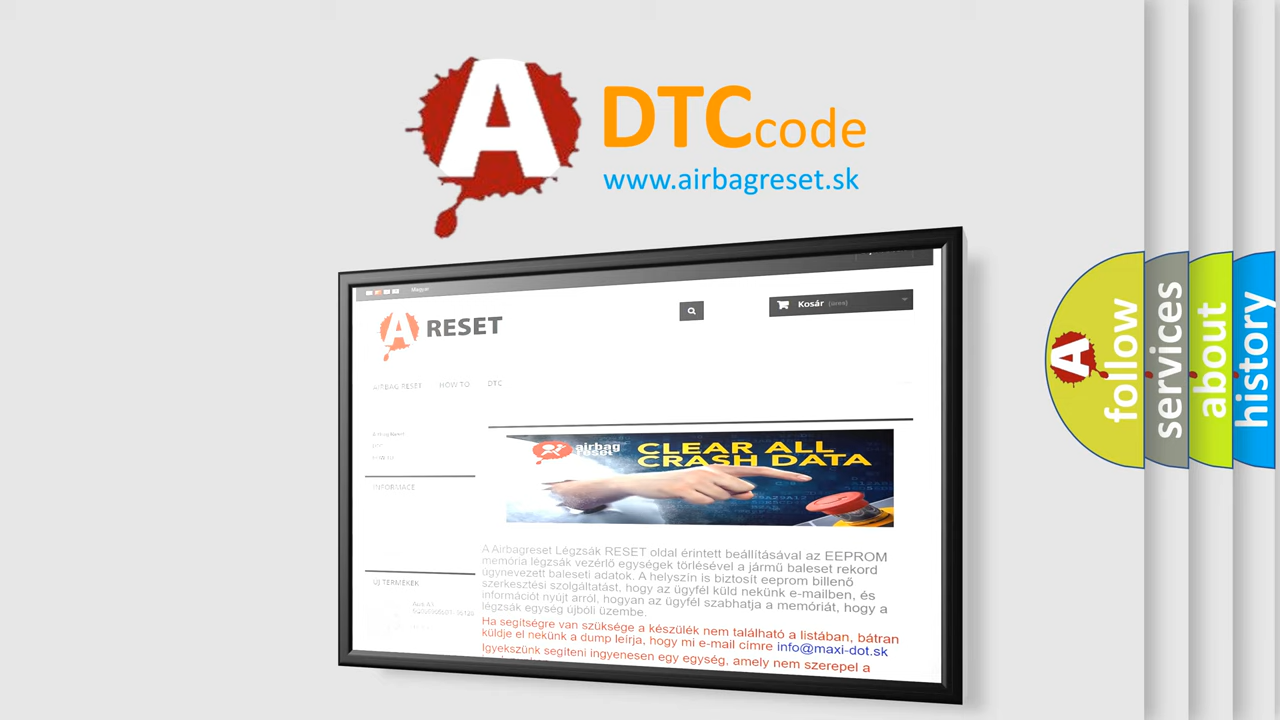 A
DTCcode
www.airbagreset.sk
Magyar
Kosár (üres)
A RESET
AIRBAG RESET HOW TO DTC
INFORMACE
airbag
reset
CLEAR ALL
CRASH DATA
A Airbagreset Légzsák RESET oldal érintett beállításával az EEPROM
memória légzsák vezérlő egységek törlésével a jármű baleset rekord
úgynevezett baleseti adatok. A helyszín is biztosít eeprom billenő
szerkesztési szolgáltatást, hogy az ügyfél küld nekünk e-mailben, és
információt nyújt arról, hogyan az ügyfél szabhatja a memóriát, hogy a
légzsák egység újbóli üzembe.
Ha segítségre van szüksége a készülék nem található a listában, bátran
küldje el nekünk a dump leírja, hogy mi e-mail címre info@maxi-dot.sk
Igyekszünk segíteni ingyenesen egy egység, amely nem szerepel a
ÚJ TERMÉKEK
A
follow
services
about
history